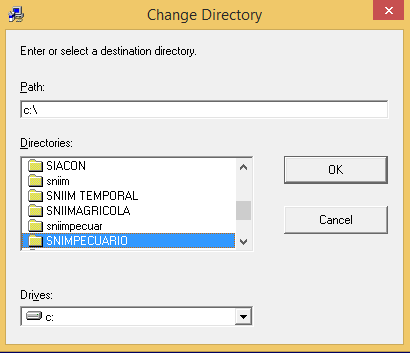 Change Directory
Enter or select a destination directory.
Path:
c:\
Directories:
SIACON
sniim
SNIIM TEMPORAL
SNIIMAGRICOLA
sniimpecuar
SNIMPECUARIO
OK
Cancel
Drives:
c: